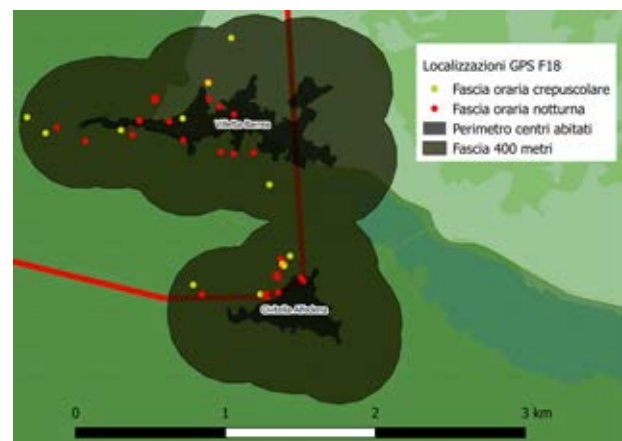 Localizzazioni GPS F18
Fascia oraria crepuscolare
Fascia oraria notturna
Perimetro centri abitati
Fascia 400 metri
Villetta Barrea
Civitella Alfedena
0 1 2 3 km